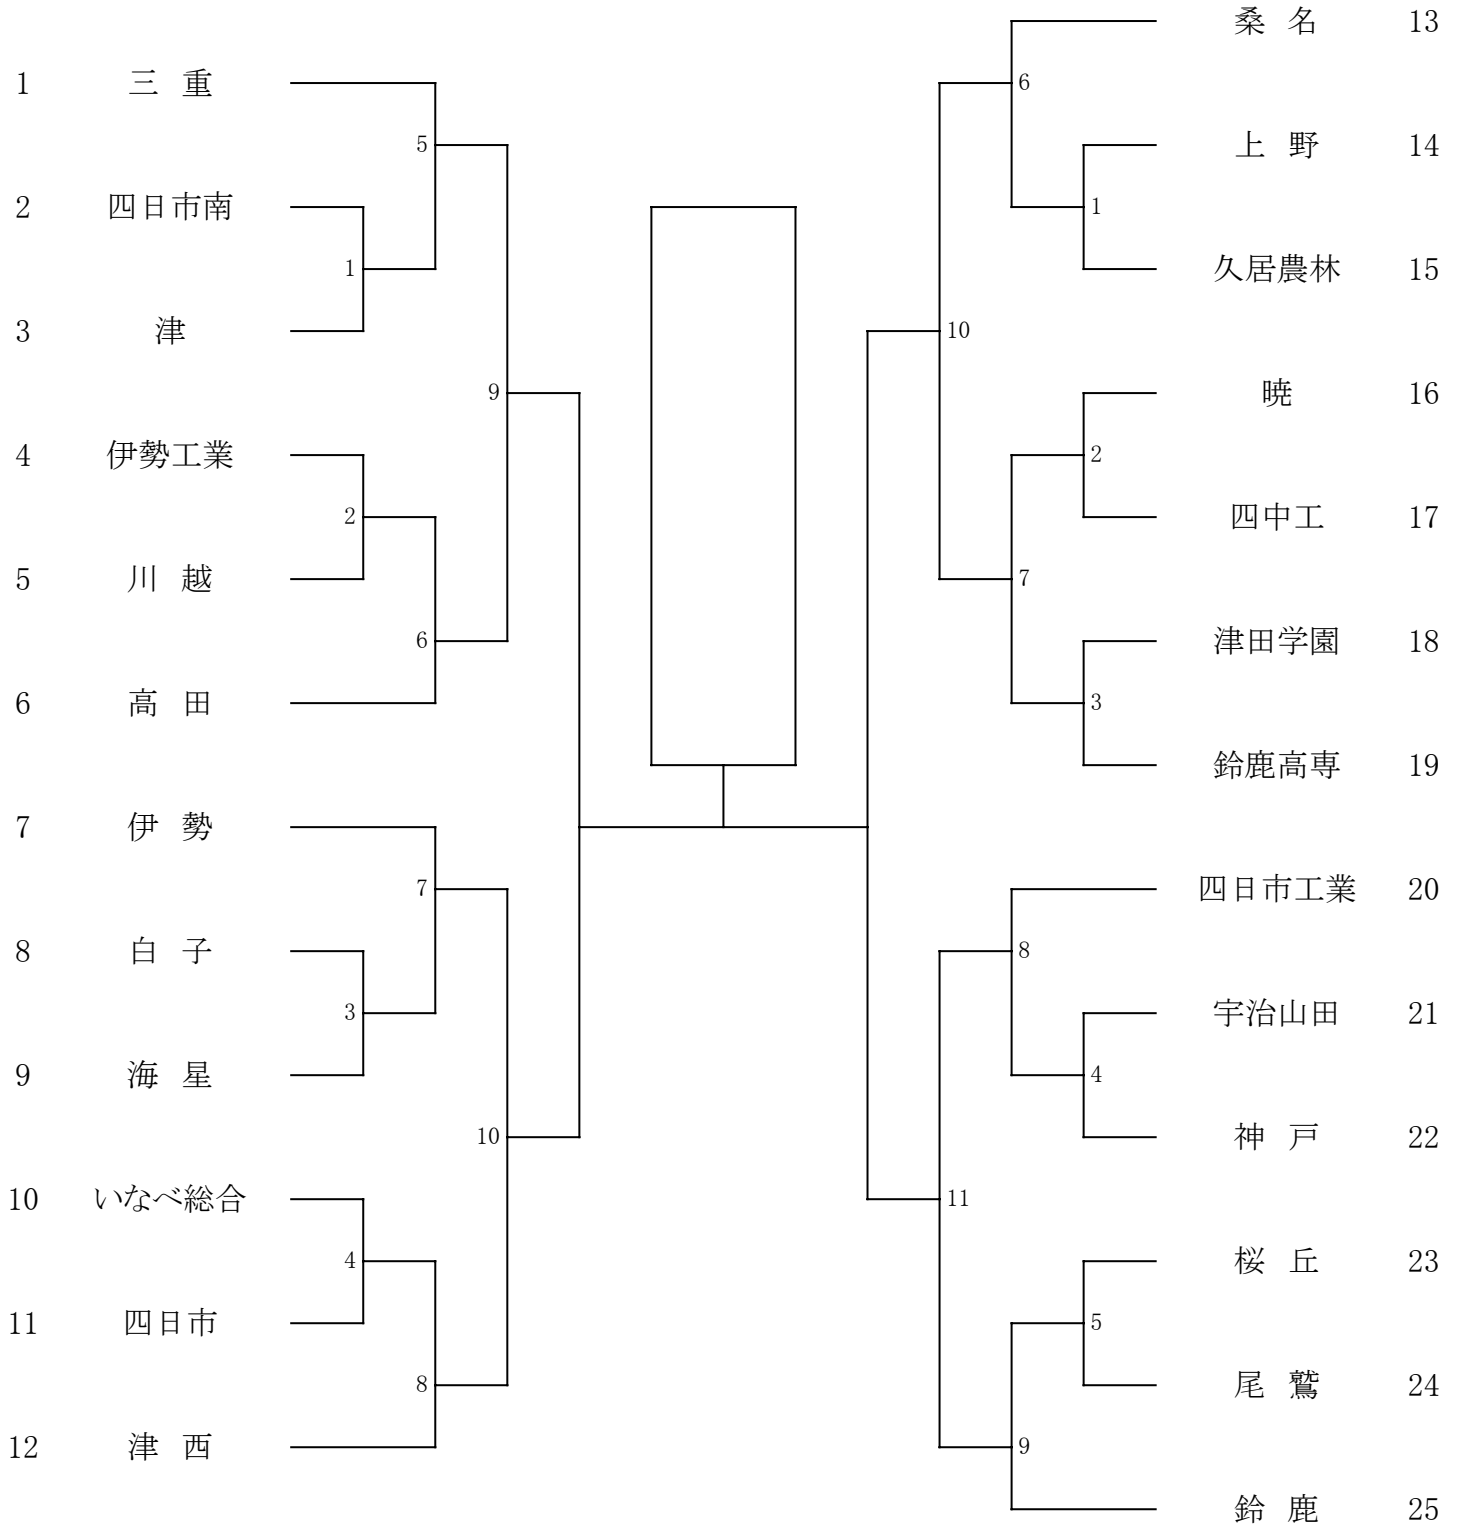 1 三 重
2 四日市南
3 津
4 伊勢工業
5 川 越
6 高 田
7 伊 勢
8 白 子
9 海 星
10 いなべ総合
11 四日市
12 津 西
5
1
9
2
6
7
3
10
4
8
桑 名 13
上 野 14
久居農林 15
暁 16
四中工 17
津田学園 18
鈴鹿高専 19
四日市工業 20
宇治山田 21
神 戸 22
桜 丘 23
尾 鷲 24
鈴 鹿 25
6
1
10
2
7
3
8
4
11
5
9